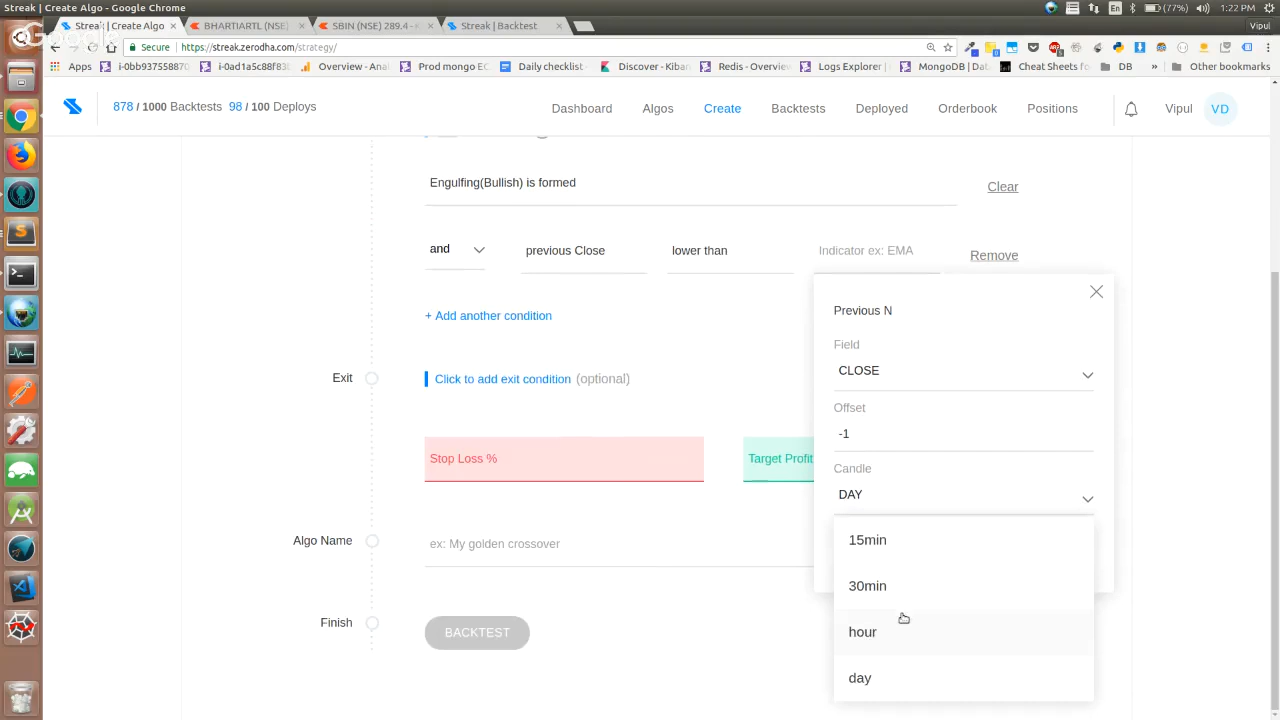 Streak | Create Algo - Google Chrome
En (77%) 1:22 PM
Streak | Create Algo
BHARTIARTL (NSE)
SBIN (NSE) 289.4 -
Streak | Backtest
Vipul
Google
Secure
https://streak.zerodha.com/strategy/
Apps
i-0bb937558870
i-0ad1a5c88f83
Overview - Anal
Prod mongo EC
Daily checklist -
Discover - Kiban
Redis - Overview
Logs Explorer |
MongoDB | Dat
Cheat Sheets fo
DB
»
Other bookmarks
878 / 1000 Backtests 98 / 100 Deploys
Dashboard
Algos
Create
Backtests
Deployed
Orderbook
Positions
Vipul
VD
Engulfing(Bullish) is formed
Clear
and
previous Close
lower than
Indicator ex: EMA
Remove
+ Add another condition
Previous N
Field
CLOSE
Offset
-1
Candle
DAY
15min
30min
hour
day
Exit
Click to add exit condition (optional)
Stop Loss %
Target Profit
Algo Name
ex: My golden crossover
Finish
BACKTEST